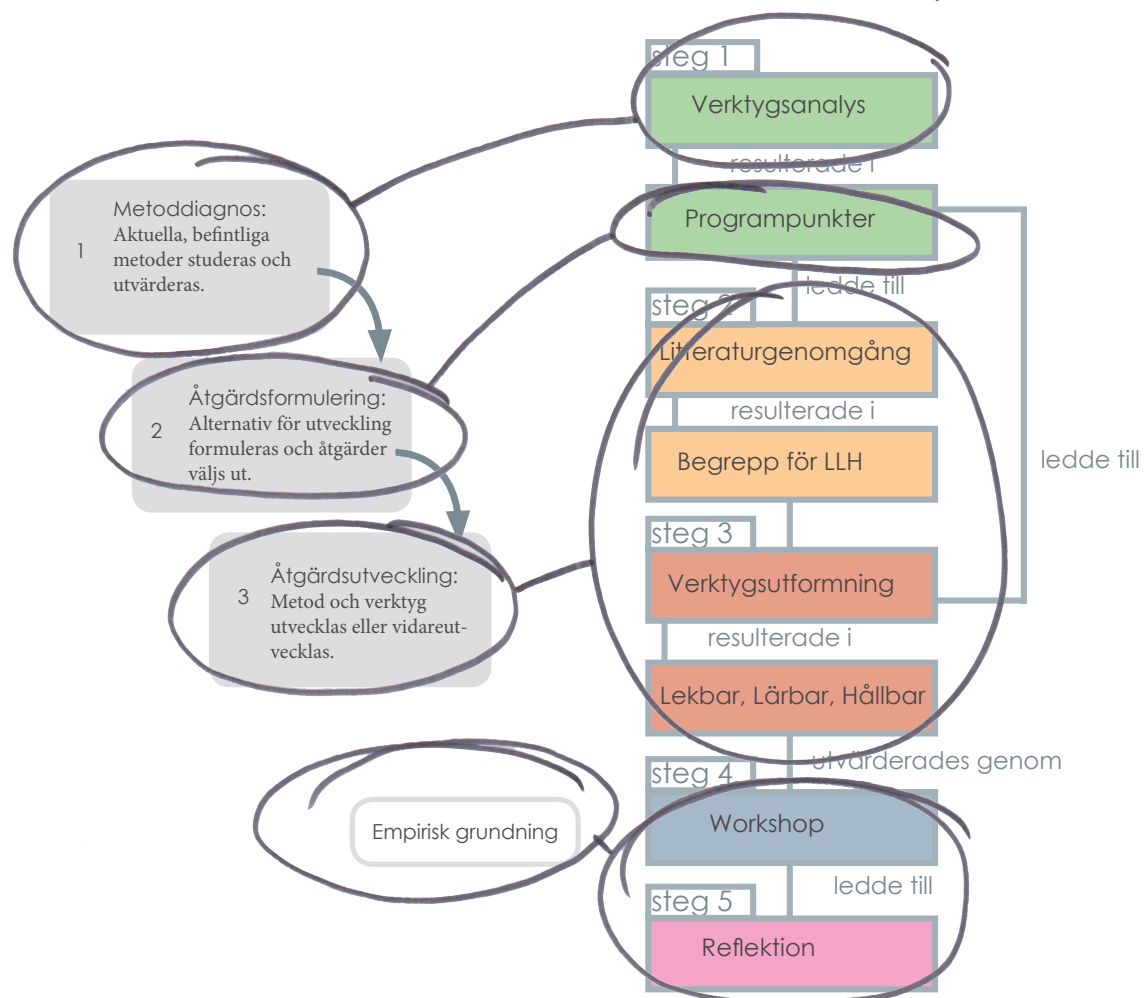 Metoddiagnos:
1
Aktuella, befintliga
metoder studeras och
utvärderas.
Åtgärdsformulering:
2
Alternativ för utveckling
formuleras och åtgärder
väljs ut.
Åtgärdsutveckling:
3
Metod och verktyg
utvecklas eller vidareut-
vecklas.
Empirisk grundning
steg 1
Verktygsanalys
resulterade i
Programpunkter
ledde till
steg 2
Litteraturgenomgång
resulterade i
Begrepp för LLH
ledde till
steg 3
Verktygsutformning
resulterade i
Lekbar, Lärbar, Hållbar
utvärderades genom
steg 4
Workshop
ledde till
steg 5
Reflektion